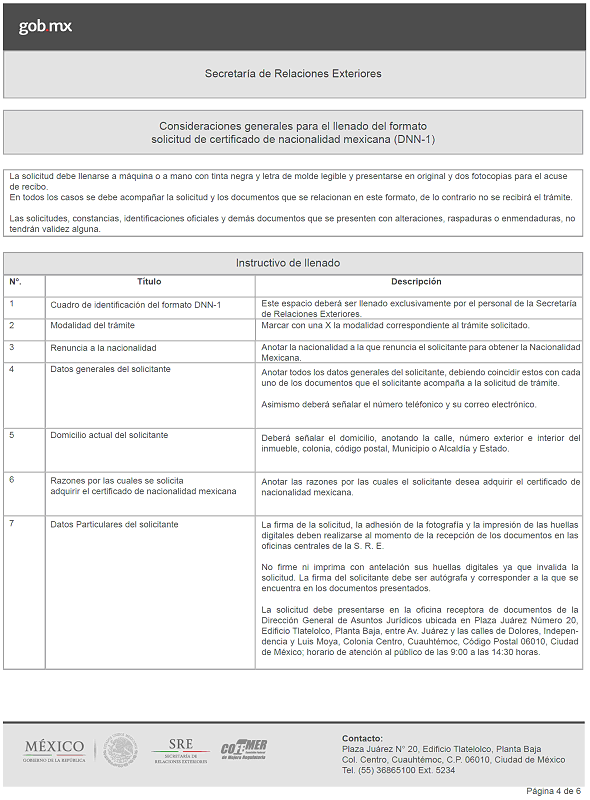 gob.mx
Secretaría de Relaciones Exteriores
Consideraciones generales para el llenado del formato
solicitud de certificado de nacionalidad mexicana (DNN-1)
La solicitud debe llenarse a máquina o a mano con tinta negra y letra de molde legible y presentarse en original y dos fotocopias para el acuse
de recibo.
En todos los casos se debe acompañar la solicitud y los documentos que se relacionan en este formato, de lo contrario no se recibirá el trámite.
Las solicitudes, constancias, identificaciones oficiales y demás documentos que se presenten con alteraciones, raspaduras o enmendaduras, no
tendrán validez alguna.
Instructivo de llenado
N°. Título Descripción
1 Cuadro de identificación del formato DNN-1 Este espacio deberá ser llenado exclusivamente por el personal de la Secretaría
de Relaciones Exteriores.
2 Modalidad del trámite Marcar con una X la modalidad correspondiente al trámite solicitado.
3 Renuncia a la nacionalidad Anotar la nacionalidad a la que renuncia el solicitante para obtener la Nacionalidad
Mexicana.
4 Datos generales del solicitante Anotar todos los datos generales del solicitante, debiendo coincidir estos con cada
uno de los documentos que el solicitante acompaña a la solicitud de trámite.
Asimismo deberá señalar el número teléfonico y su correo electrónico.
5 Domicilio actual del solicitante Deberá señalar el domicilio, anotando la calle, número exterior e interior del
inmueble, colonia, código postal, Municipio o Alcaldía y Estado.
6 Razones por las cuales se solicita Anotar las razones por las cuales el solicitante desea adquirir el certificado de
adquirir el certificado de nacionalidad mexicana nacionalidad mexicana.
7 Datos Particulares del solicitante La firma de la solicitud, la adhesión de la fotografía y la impresión de las huellas
digitales deben realizarse al momento de la recepción de los documentos en las
oficinas centrales de la S. R. E.
No firme ni imprima con antelación sus huellas digitales ya que invalida la
solicitud. La firma del solicitante debe ser autógrafa y corresponder a la que se
encuentra en los documentos presentados.
La solicitud debe presentarse en la oficina receptora de documentos de la
Dirección General de Asuntos Jurídicos ubicada en Plaza Juárez Número 20,
Edificio Tlatelolco, Planta Baja, entre Av. Juárez y las calles de Dolores, Indepen-
dencia y Luis Moya, Colonia Centro, Cuauhtémoc, Código Postal 06010, Ciudad
de México; horario de atención al público de las 9:00 a las 14:30 horas.
MÉXICO
GOBIERNO DE LA REPÚBLICA
SRE
SECRETARÍA DE
RELACIONES EXTERIORES
COFEMER
de Mejora Regulatoria
Contacto:
Plaza Juárez N° 20, Edificio Tlatelolco, Planta Baja
Col. Centro, Cuauhtémoc, C.P. 06010, Ciudad de México
Tel. (55) 36865100 Ext. 5234
Página 4 de 6